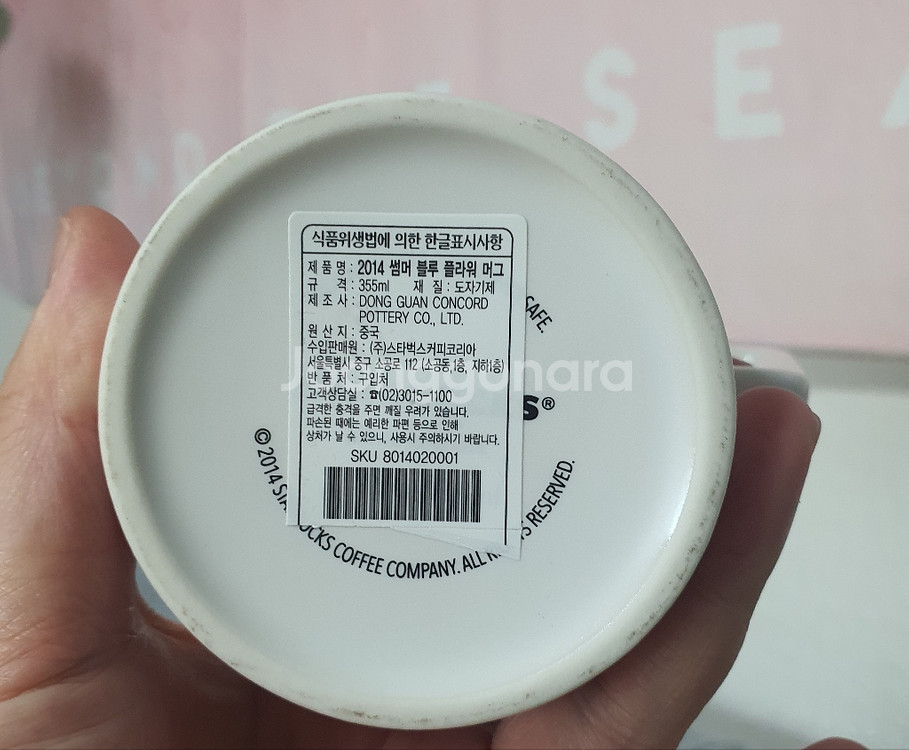 S E A
식품위생법에 의한 한글표시사항
제 품 명 : 2014 썸머 블루 플라워 머그
규 격 : 355ml 재 질 : 도자기제
제 조 사 : DONG GUAN CONCORD
POTTERY CO., LTD.
원 산 지 : 중국
수입판매원 : (주)스타벅스커피코리아
서울특별시 중구 소공로 112 (소공동,1층, 지하1층)
반 품 처 : 구입처
고객상담실 : ☎(02)3015-1100
급격한 충격을 주면 깨질 우려가 있습니다.
파손된 때에는 예리한 파편 등으로 인해
상처가 날 수 있으니, 사용시 주의하시기 바랍니다.
SKU 8014020001
SAFE.
S®
©2014 STARBUCKS COFFEE COMPANY. ALL RIGHTS RESERVED.
Joonggonara